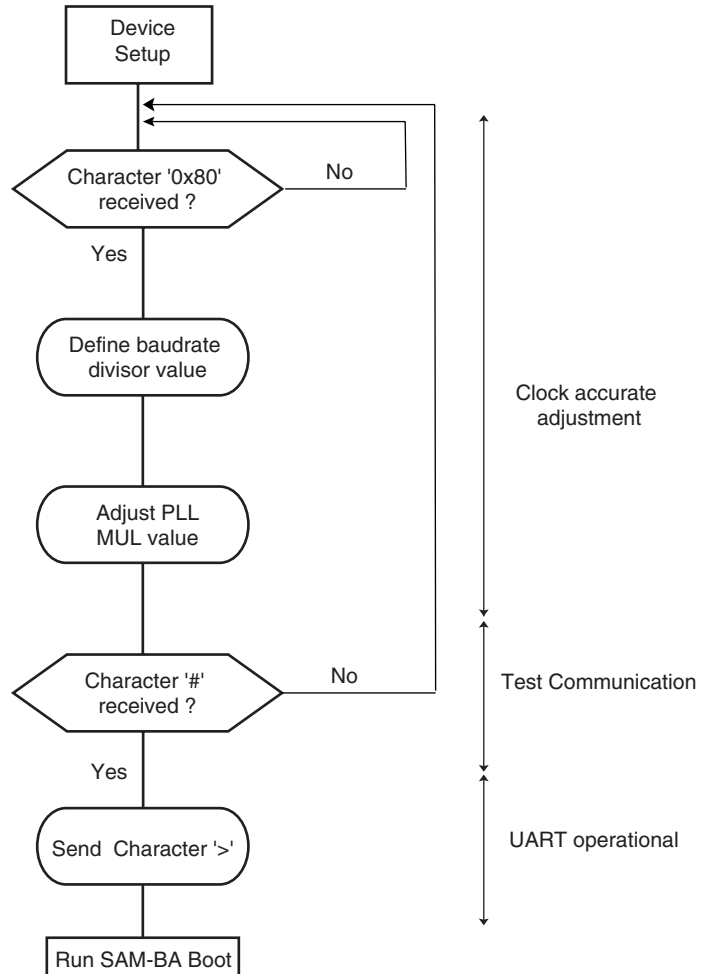 Device
Setup
Character '0x80'
received ?
No
Yes
Define baudrate
divisor value
Clock accurate
adjustment
Adjust PLL
MUL value
Character '#'
received ?
No
Test Communication
Yes
Send Character '>'
UART operational
Run SAM-BA Boot